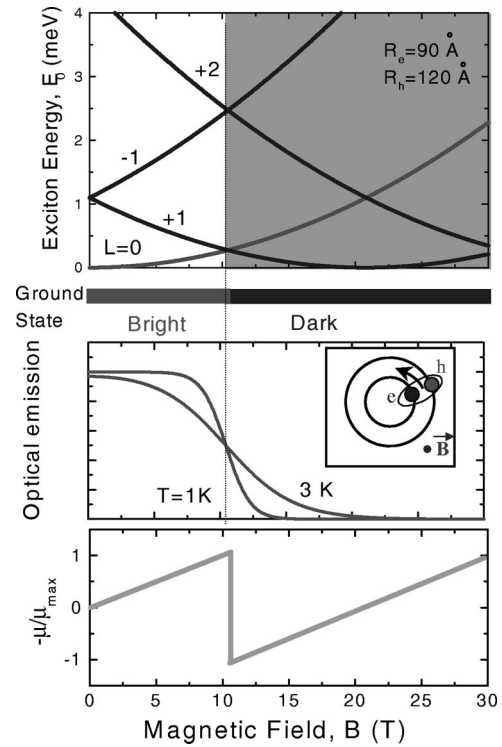 4
3
2
1
0
Exciton Energy, E₀ (meV)
+2
-1
+1
L=0
Rₑ=90 Å
Rₕ=120 Å
Ground
State
Bright
Dark
Optical emission
T=1K
3 K
e
h
B
-μ/μmax
1
0
-1
0
5
10
15
20
25
30
Magnetic Field, B (T)